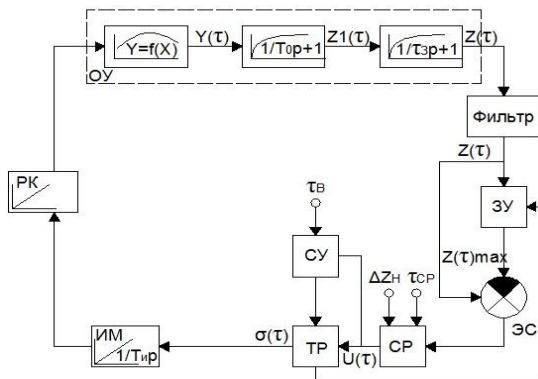 Y=f(X)
Y(τ)
1/T₀p+1
Z1(τ)
1/τ₃p+1
Z(τ)
ОУ
Фильтр
Z(τ)
РК
ЗУ
τВ
Z(τ)max
СУ
ΔZН
τСР
ЭС
ИМ
1/Tиp
σ(τ)
ТР
U(τ)
СР